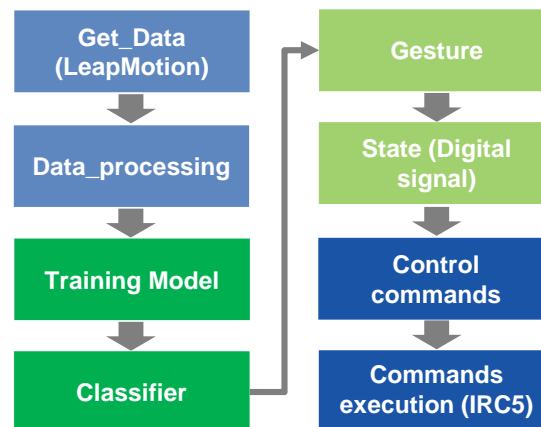 Get_Data
(LeapMotion)
Data_processing
Training Model
Classifier
Gesture
State (Digital
signal)
Control
commands
Commands
execution (IRC5)